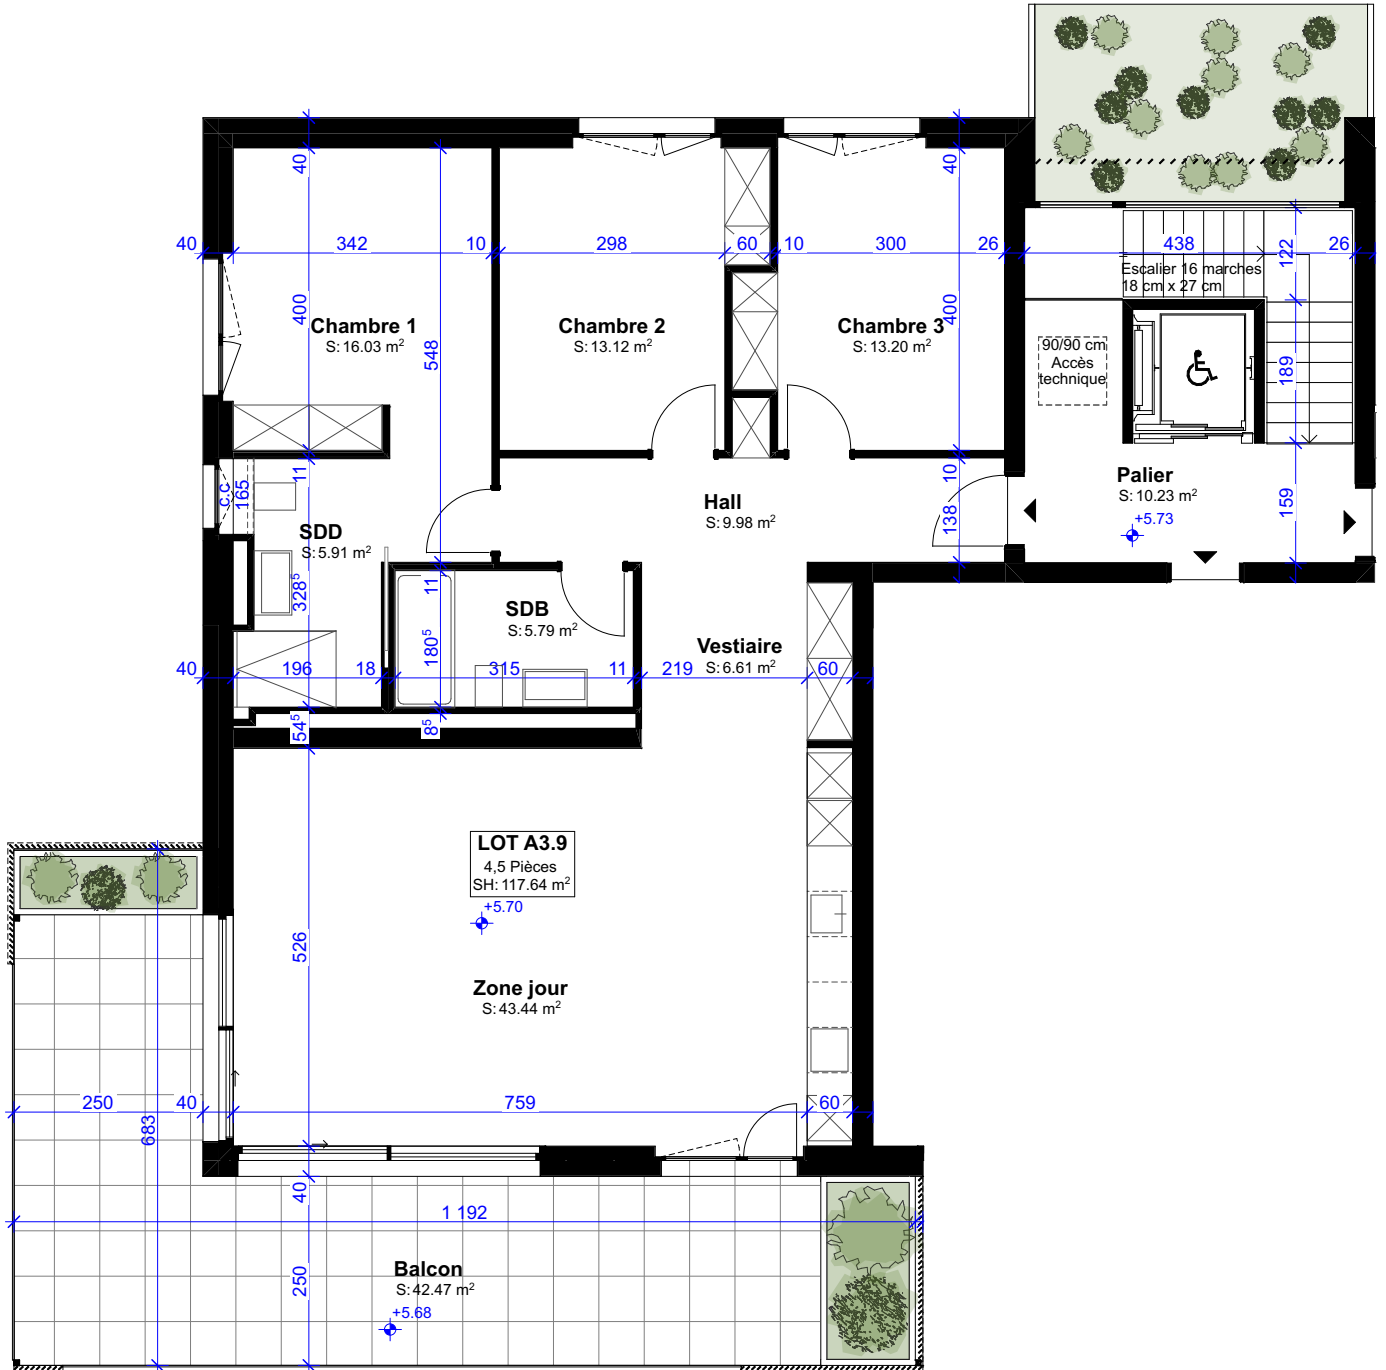 40
40
40
342
10
298
60
10
300
26
438
122
26
Escalier 16 marches
18 cm x 27 cm
400
Chambre 1
S: 16.03 m²
548
Chambre 2
S: 13.12 m²
Chambre 3
S: 13.20 m²
400
90/90 cm
Accès
technique
189
c.c
165
11
SDD
S: 5.91 m²
328⁵
Hall
S: 9.98 m²
10
138
Palier
S: 10.23 m²
+5.73
159
11
SDB
S: 5.79 m²
180⁵
Vestiaire
S: 6.61 m²
40
196
18
315
11
219
60
54⁵
8⁵
LOT A3.9
4,5 Pièces
SH: 117.64 m²
+5.70
526
Zone jour
S: 43.44 m²
250
40
759
60
683
40
1 192
250
Balcon
S: 42.47 m²
+5.68